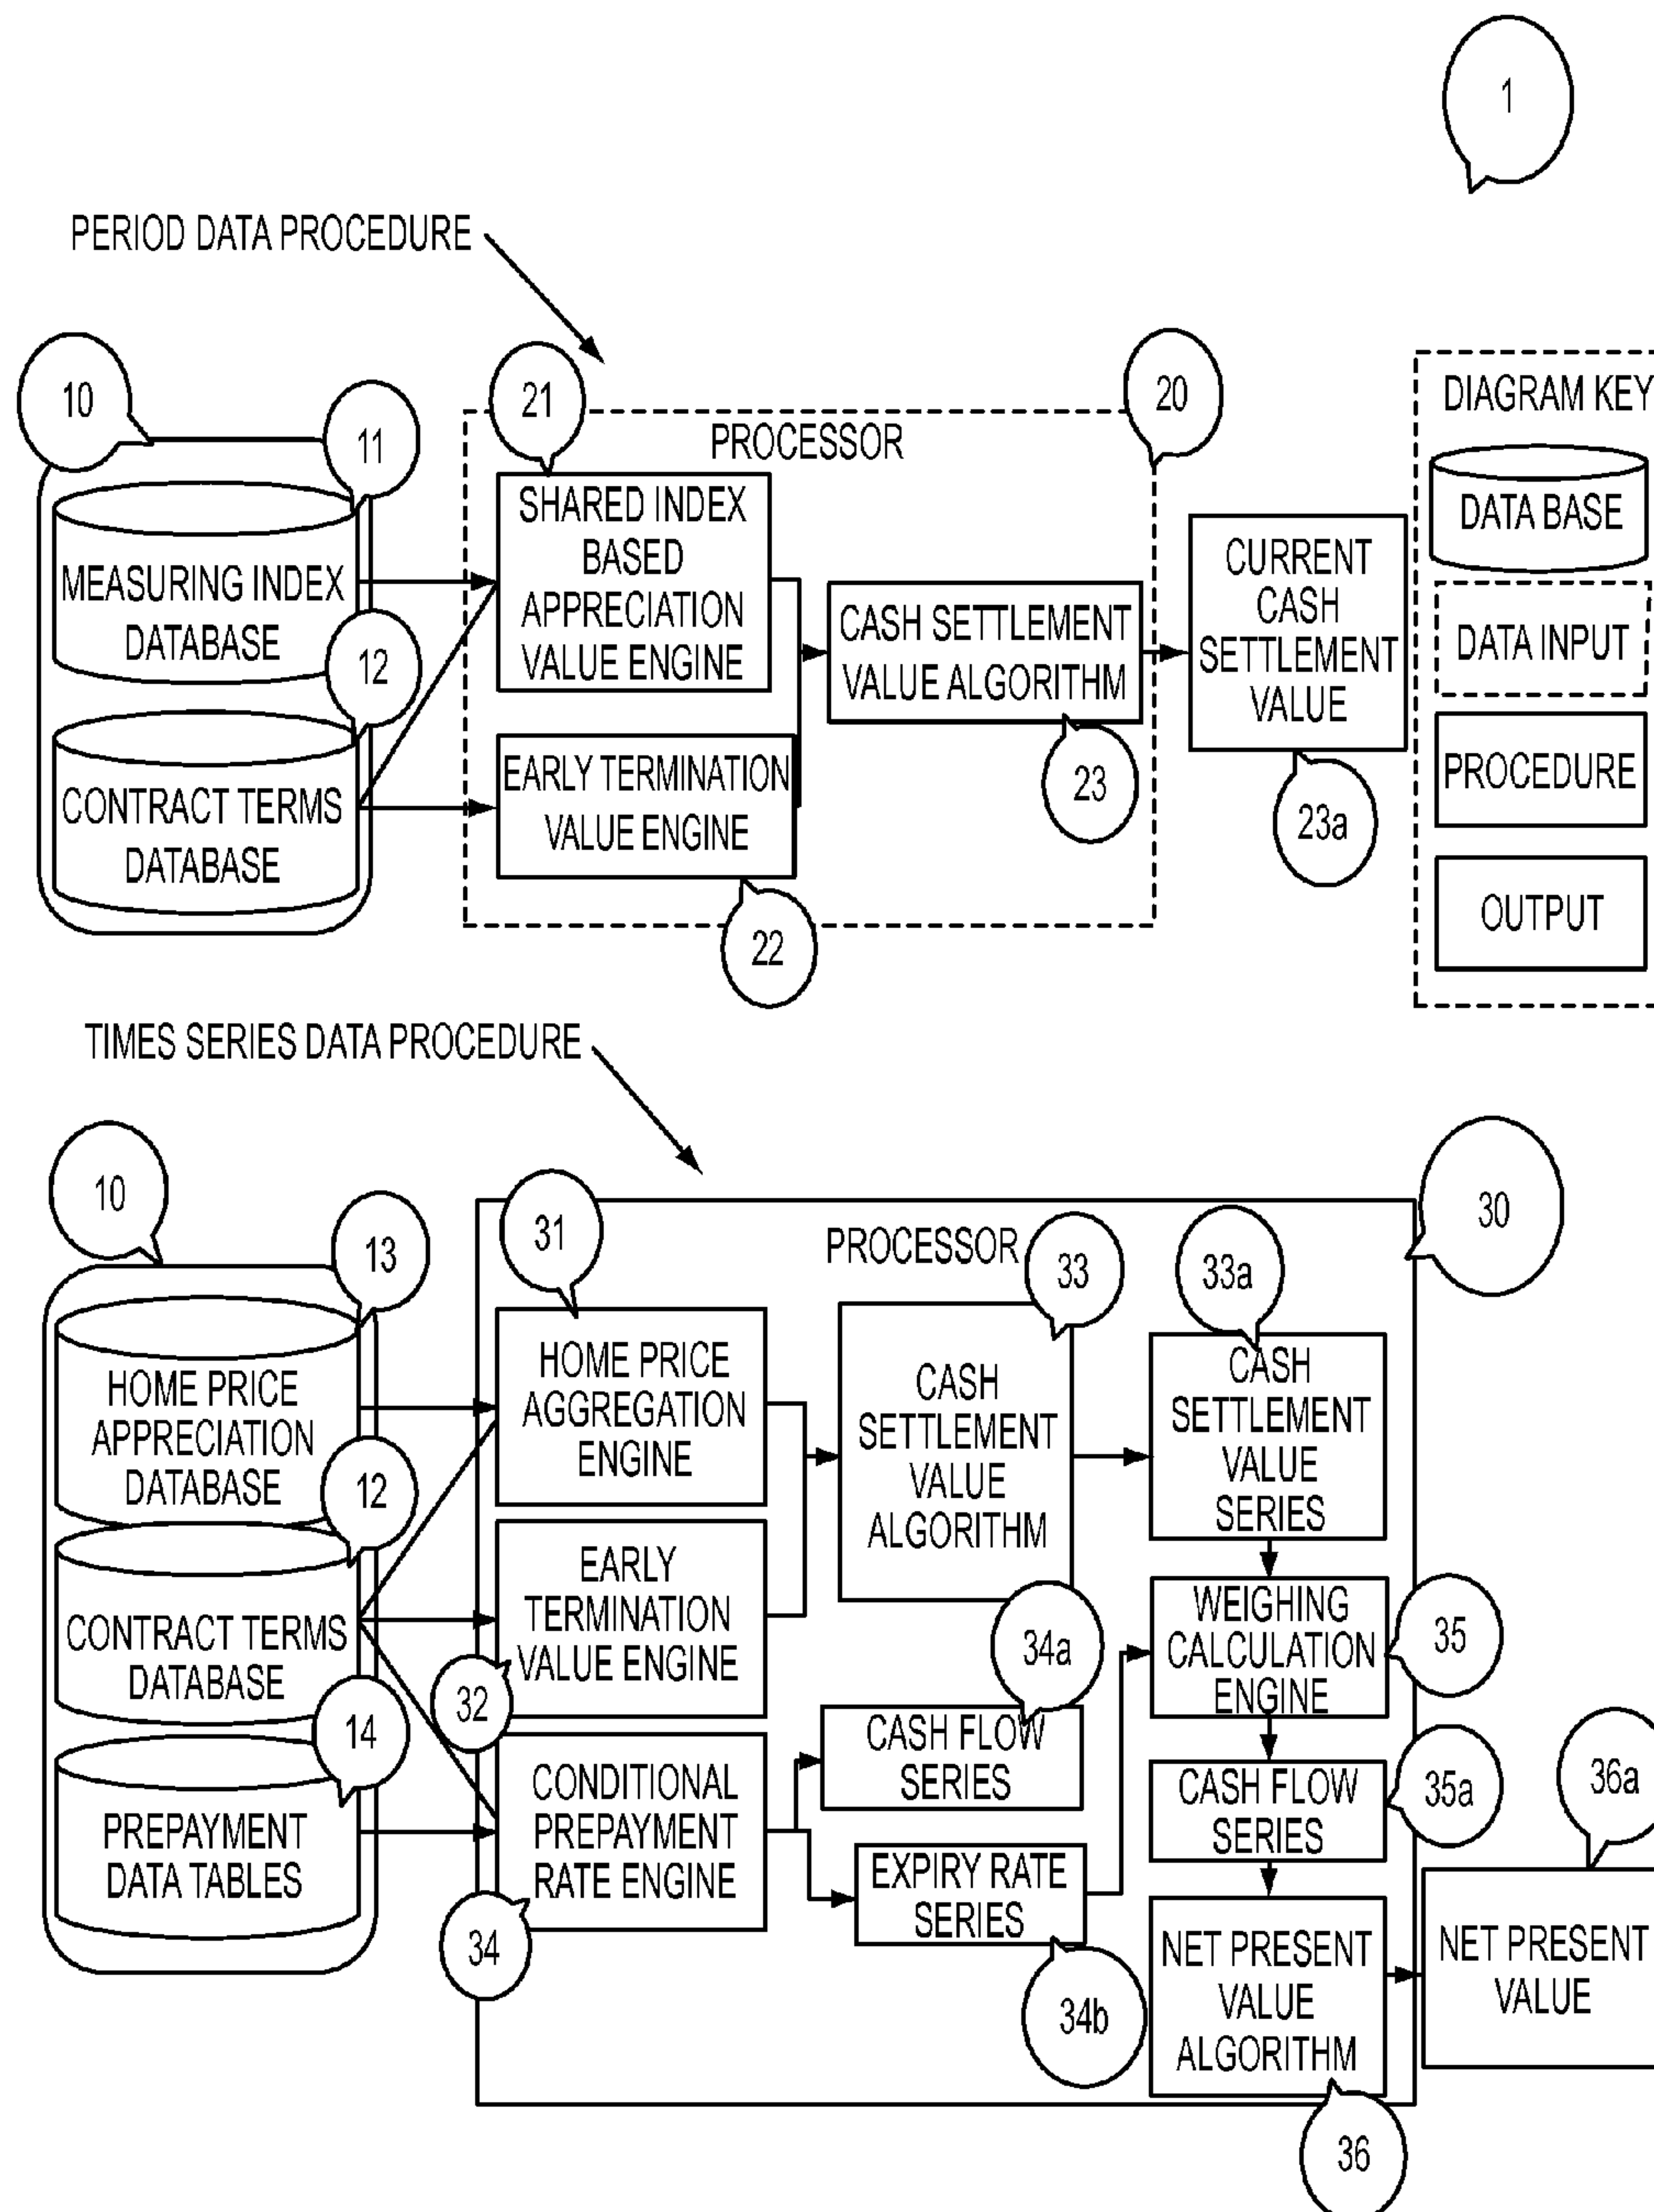 1
PERIOD DATA PROCEDURE
10
11
MEASURING INDEX
DATABASE
12
CONTRACT TERMS
DATABASE
21
20
PROCESSOR
SHARED INDEX
BASED
APPRECIATION
VALUE ENGINE
EARLY TERMINATION
VALUE ENGINE
22
CASH SETTLEMENT
VALUE ALGORITHM
23
CURRENT
CASH
SETTLEMENT
VALUE
23a
DIAGRAM KEY
DATA BASE
DATA INPUT
PROCEDURE
OUTPUT
TIMES SERIES DATA PROCEDURE
10
13
HOME PRICE
APPRECIATION
DATABASE
12
CONTRACT TERMS
DATABASE
14
PREPAYMENT
DATA TABLES
30
PROCESSOR
31
HOME PRICE
AGGREGATION
ENGINE
EARLY
TERMINATION
VALUE ENGINE
32
CONDITIONAL
PREPAYMENT
RATE ENGINE
34
33
CASH
SETTLEMENT
VALUE
ALGORITHM
34a
CASH FLOW
SERIES
EXPIRY RATE
SERIES
34b
33a
CASH
SETTLEMENT
VALUE
SERIES
WEIGHING
CALCULATION
ENGINE
35
CASH FLOW
SERIES
35a
NET PRESENT
VALUE
ALGORITHM
36
36a
NET PRESENT
VALUE